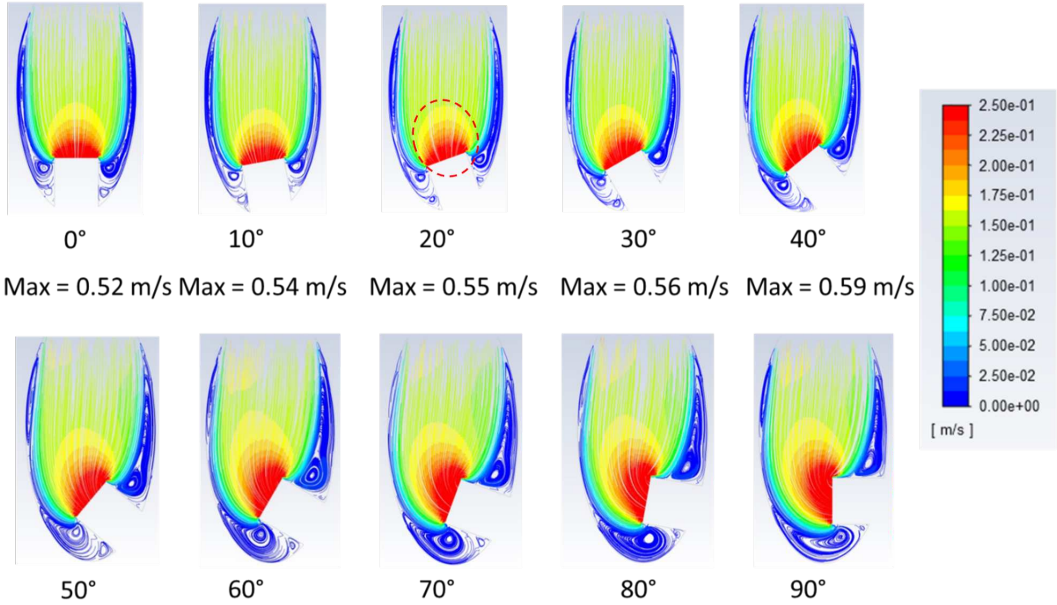 0° 10° 20° 30° 40°
Max = 0.52 m/s Max = 0.54 m/s Max = 0.55 m/s Max = 0.56 m/s Max = 0.59 m/s
50° 60° 70° 80° 90°
2.50e-01
2.25e-01
2.00e-01
1.75e-01
1.50e-01
1.25e-01
1.00e-01
7.50e-02
5.00e-02
2.50e-02
0.00e+00
[ m/s ]